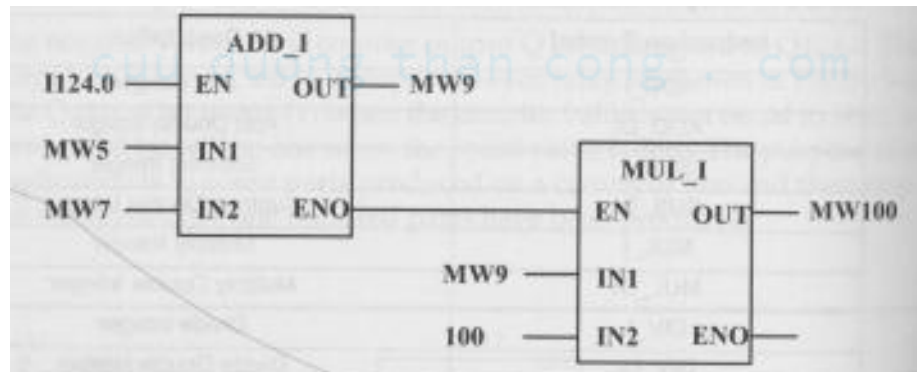 ADD_I
cuu duong than cong . com
I124.0 EN OUT MW9
MW5 IN1
MW7 IN2 ENO
MUL_I
EN OUT MW100
MW9 IN1
100 IN2 ENO